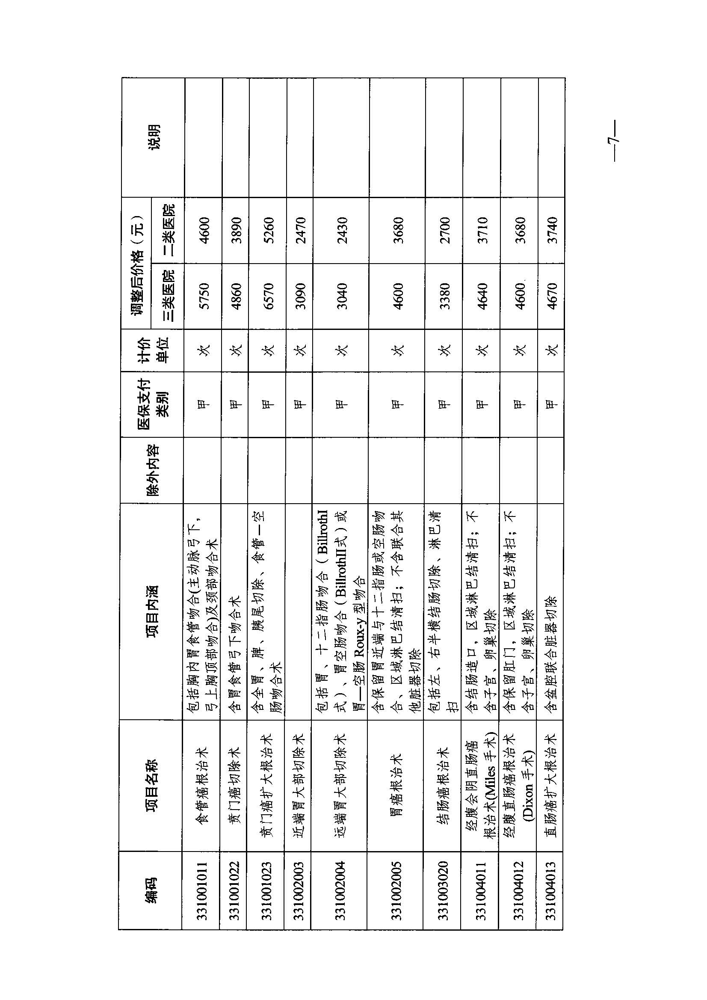 编码 项目名称 项目内涵 除外内容 医保支付 计价 调整后价格（元） 说明
类别 单位 三类医院 二类医院
331001011 食管癌根治术 包括胸内胃食管吻合(主动脉弓下， 甲 次 5750 4600
弓上胸顶部吻合)及颈部吻合术
331001022 贲门癌切除术 含胃食管弓下吻合术 甲 次 4860 3890
331001023 贲门癌扩大根治术 含全胃、脾、胰尾切除、食管—空 甲 次 6570 5260
肠吻合术
331002003 近端胃大部切除术 甲 次 3090 2470
331002004 远端胃大部切除术 包括胃、十二指肠吻合（BillrothI 甲 次 3040 2430
式）、胃空肠吻合（BillrothII式）或
胃—空肠 Roux-y 型吻合
331002005 胃癌根治术 含保留胃近端与十二指肠或空肠吻 甲 次 4600 3680
合、区域淋巴结清扫；不含联合其
他脏器切除
331003020 结肠癌根治术 包括左、右半横结肠切除、淋巴清 甲 次 3380 2700
扫
331004011 经腹会阴直肠癌 含结肠造口，区域淋巴结清扫；不 甲 次 4640 3710
根治术(Miles 手术) 含子宫、卵巢切除
331004012 经腹直肠癌根治术 含保留肛门，区域淋巴结清扫；不 甲 次 4600 3680
(Dixon 手术) 含子宫、卵巢切除
331004013 直肠癌扩大根治术 含盆腔联合脏器切除 甲 次 4670 3740
—7—